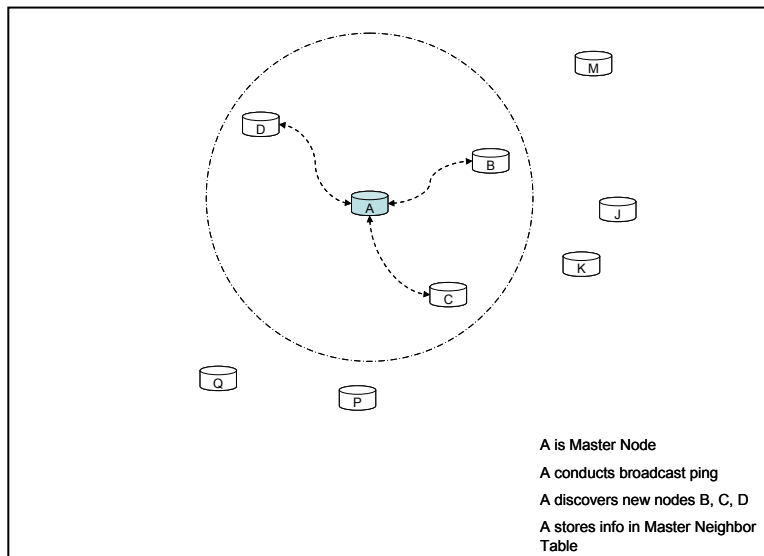 M
D
B
A
J
K
C
Q
P
A is Master Node
A conducts broadcast ping
A discovers new nodes B, C, D
A stores info in Master Neighbor
Table